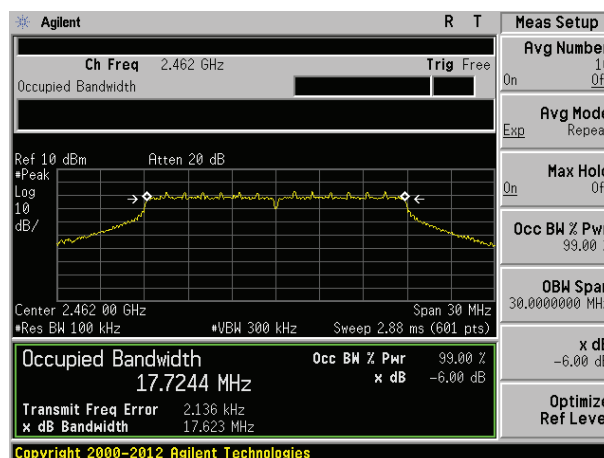 Agilent R T Meas Setup
Avg Number
10
On Off
Ch Freq 2.462 GHz Trig Free
Occupied Bandwidth
Avg Mode
Exp Repeat
Ref 10 dBm Atten 20 dB
#Peak
Log
10
dB/
Max Hold
On Off
Occ BW % Pwr
99.00 %
OBW Span
30.0000000 MHz
Center 2.462 00 GHz Span 30 MHz
#Res BW 100 kHz #VBW 300 kHz Sweep 2.88 ms (601 pts)
x dB
-6.00 dB
Occupied Bandwidth Occ BW % Pwr 99.00 %
17.7244 MHz x dB -6.00 dB
Transmit Freq Error 2.136 kHz
x dB Bandwidth 17.623 MHz
Optimize
Ref Level
Copyright 2000-2012 Agilent Technologies